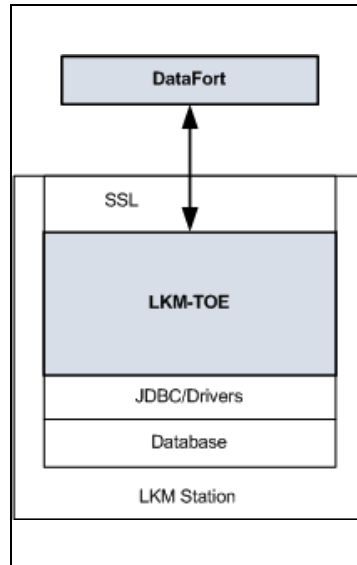 DataFort
SSL
LKM-TOE
JDBC/Drivers
Database
LKM Station